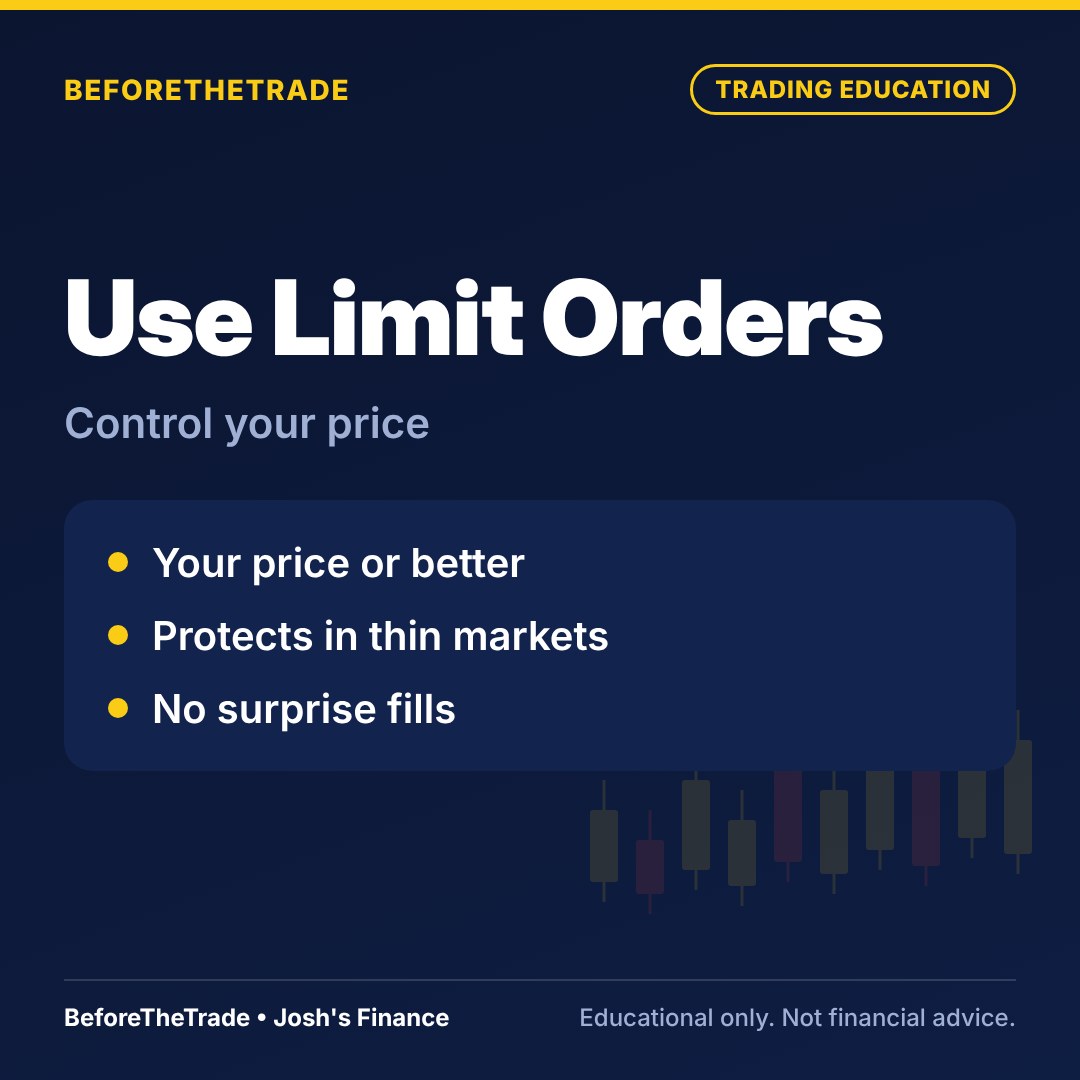 BEFORETHETRADE
TRADING EDUCATION
Use Limit Orders
Control your price
Your price or better
Protects in thin markets
No surprise fills
BeforeTheTrade • Josh's Finance
Educational only. Not financial advice.